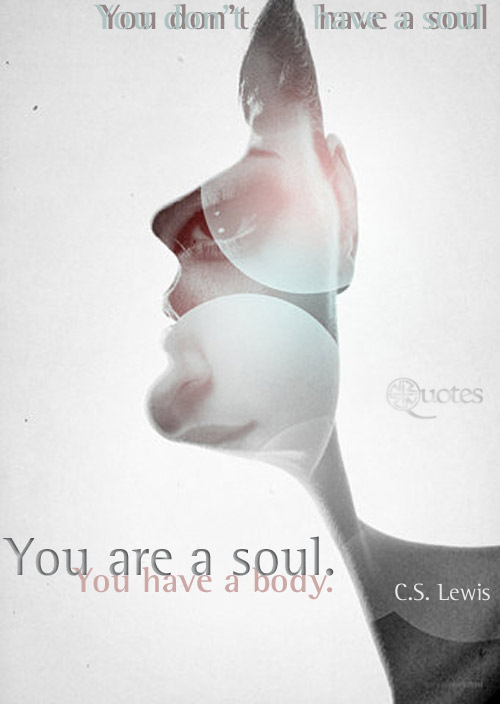 You don't have a soul
Quotes
You are a soul.
You have a body.
C.S. Lewis